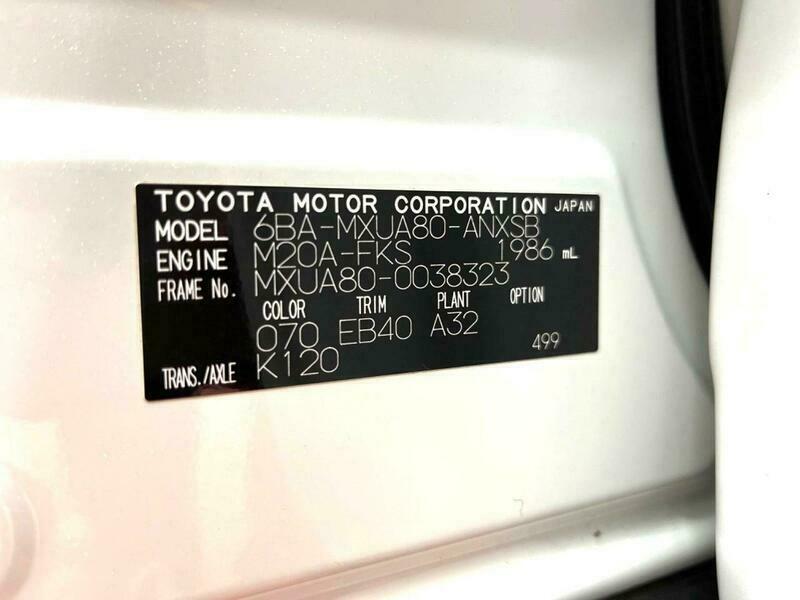 TOYOTA MOTOR CORPORATION JAPAN
MODEL 6BA-MXUA80-ANXSB
ENGINE M20A-FKS 1986 mL
FRAME No. MXUA80-0038323
COLOR TRIM PLANT OPTION
070 EB40 A32
499
TRANS./AXLE K120